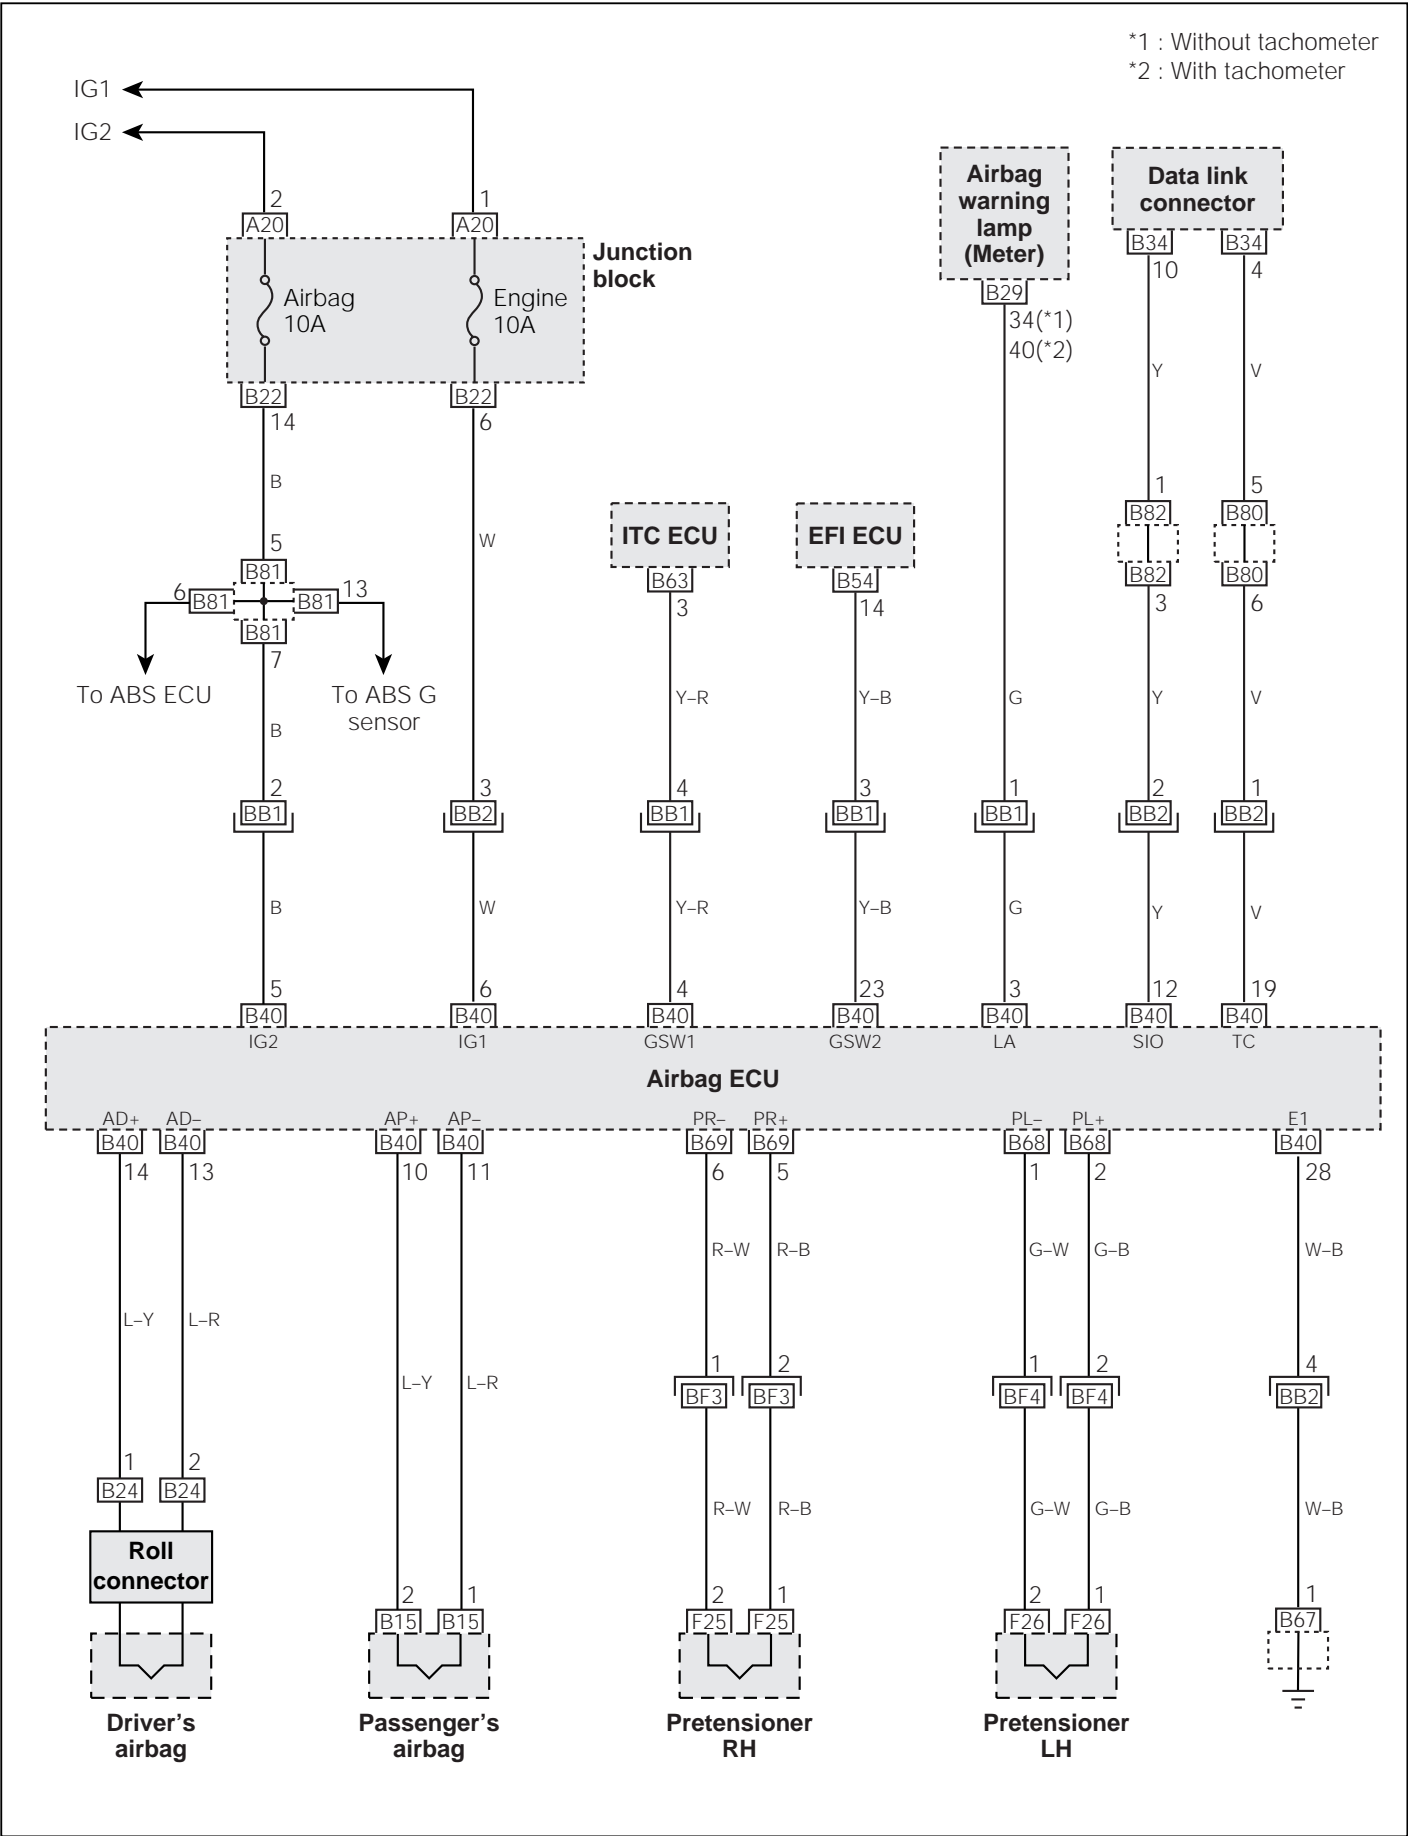 *1 : Without tachometer
*2 : With tachometer
IG1
IG2
2
1
A20
A20
Junction
block
Airbag
10A
Engine
10A
B22
B22
14
6
Airbag
warning
lamp
(Meter)
B29
34(*1)
40(*2)
Data link
connector
B34
B34
10
4
Y
V
B
W
5
B81
6
B81
B81
13
B81
7
To ABS ECU
To ABS G
sensor
ITC ECU
B63
3
EFI ECU
B54
14
1
5
B82
B80
B82
B80
3
6
B
Y–R
Y–B
G
Y
V
2
3
4
3
1
2
1
BB1
BB2
BB1
BB1
BB1
BB2
BB2
B
W
Y–R
Y–B
G
Y
V
5
6
4
23
3
12
19
B40
B40
B40
B40
B40
B40
B40
IG2
IG1
GSW1
GSW2
LA
SIO
TC
Airbag ECU
AD+
AD–
AP+
AP–
PR–
PR+
PL–
PL+
E1
B40
B40
B40
B40
B69
B69
B68
B68
B40
14
13
10
11
6
5
1
2
28
R–W
R–B
G–W
G–B
W–B
L–Y
L–R
L–Y
L–R
1
2
1
2
4
BF3
BF3
BF4
BF4
BB2
1
2
B24
B24
R–W
R–B
G–W
G–B
W–B
Roll
connector
2
1
2
1
2
1
1
B15
B15
F25
F25
F26
F26
B67
Driver's
airbag
Passenger's
airbag
Pretensioner
RH
Pretensioner
LH